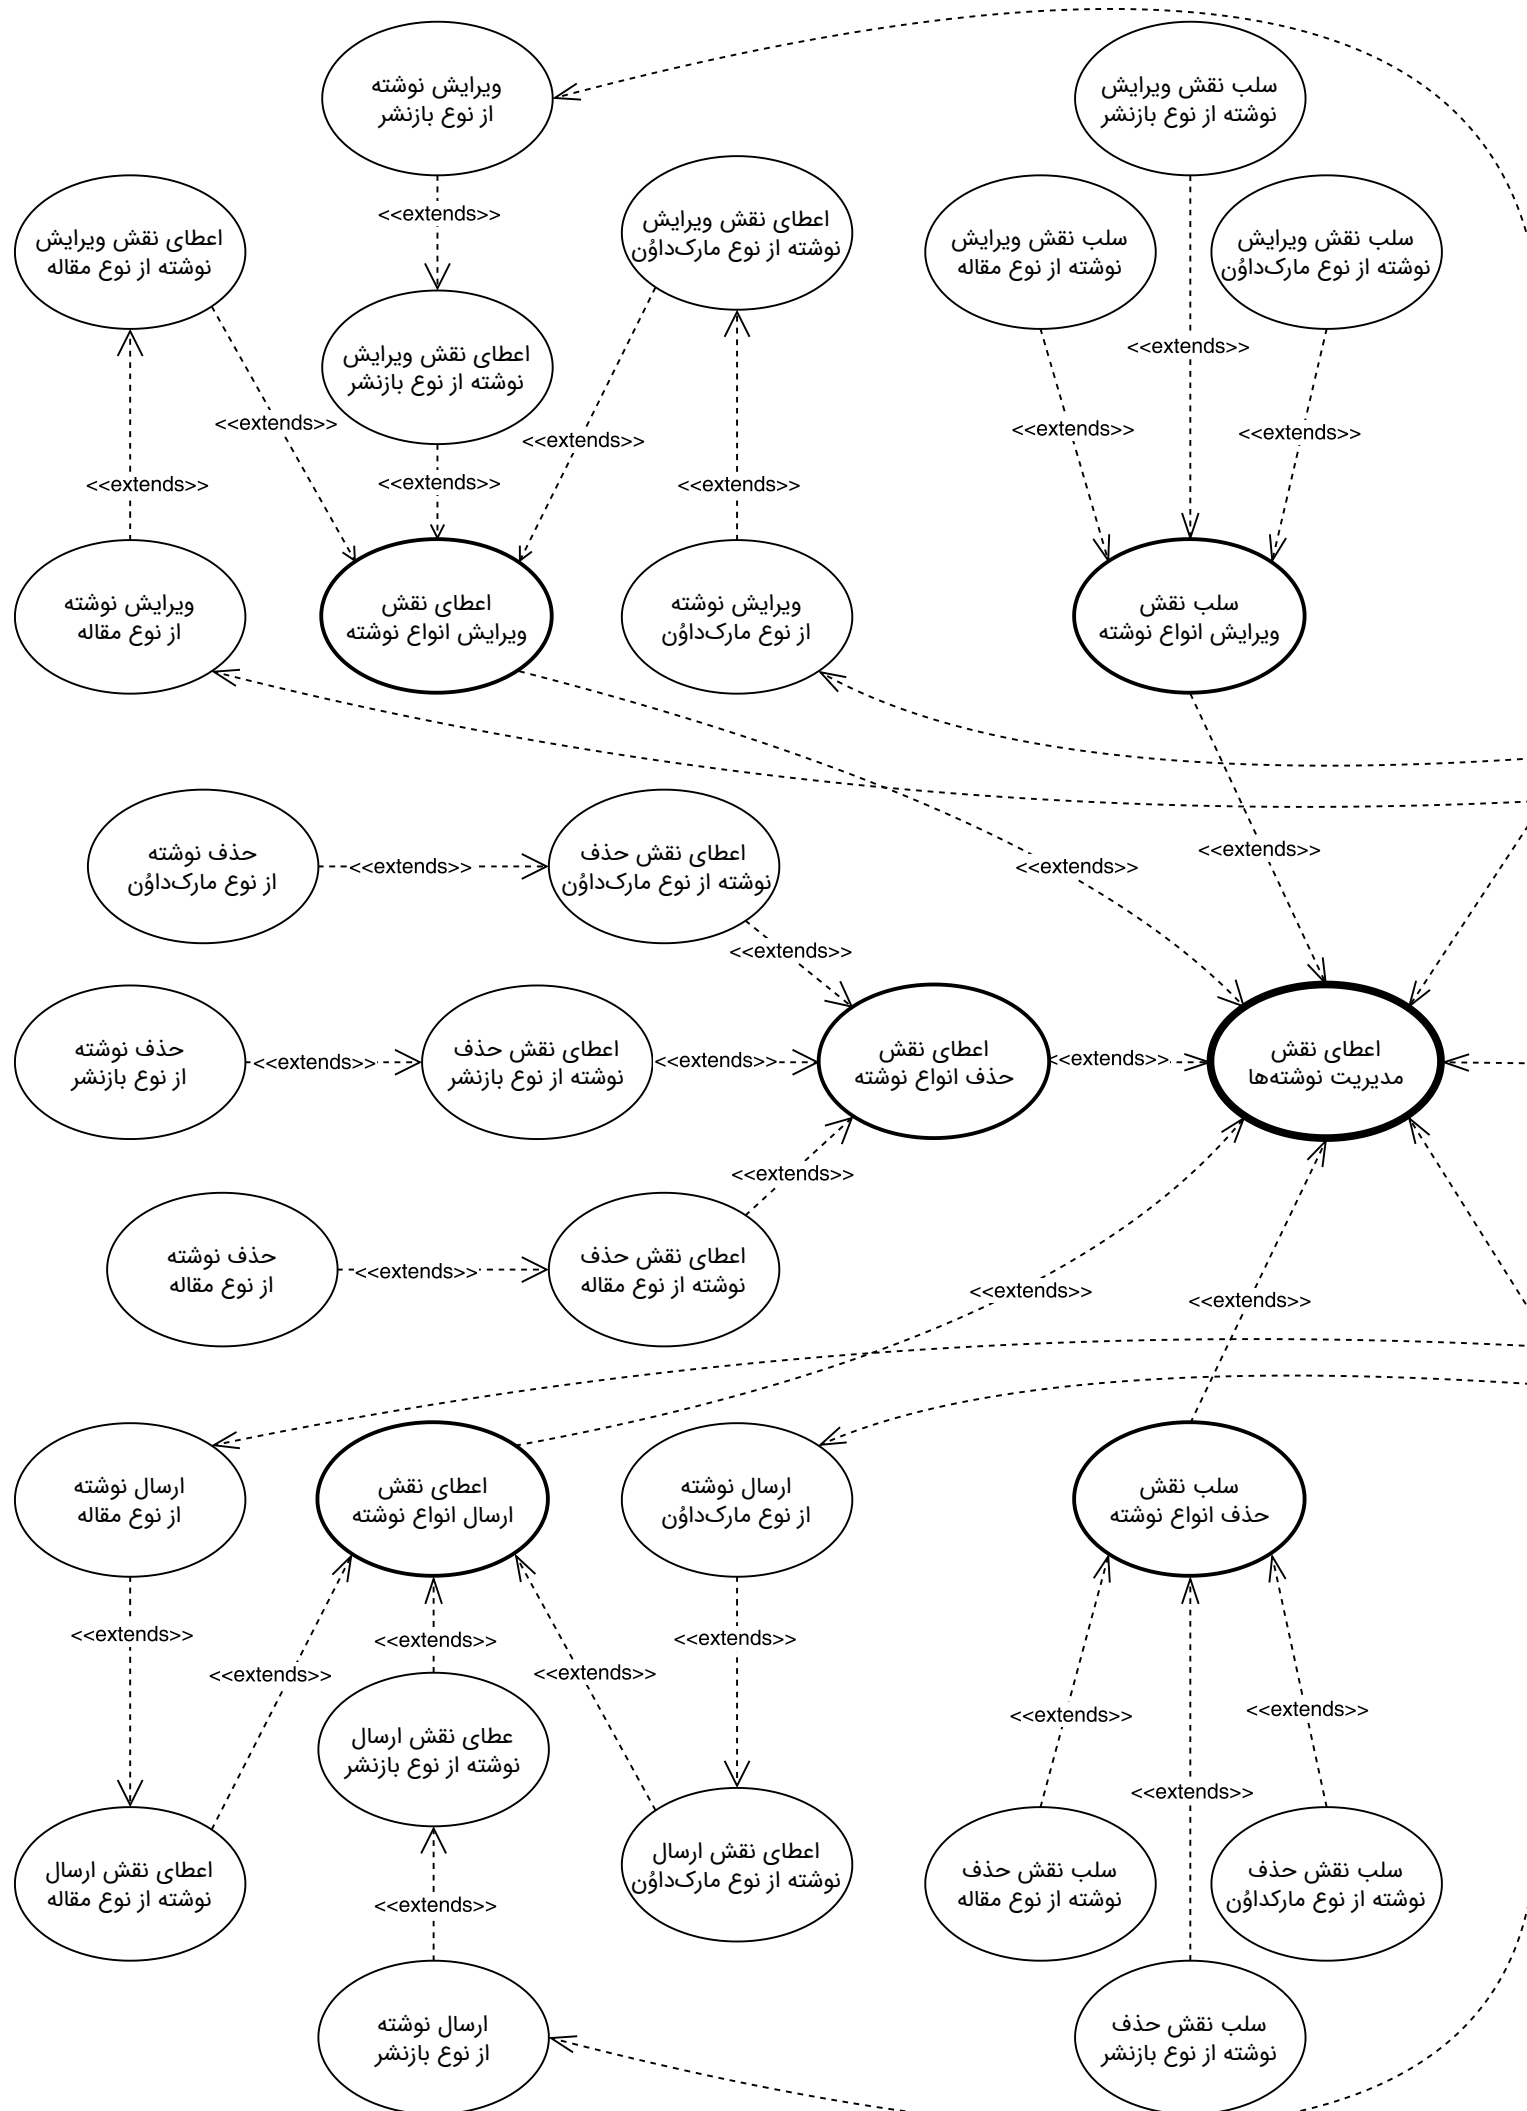 ویرایش نوشته
از نوع بازنشر
سلب نقش ویرایش
نوشته از نوع بازنشر
<<extends>>
اعطای نقش ویرایش
نوشته از نوع مقاله
اعطای نقش ویرایش
نوشته از نوع مارک‌داوُن
سلب نقش ویرایش
نوشته از نوع مقاله
سلب نقش ویرایش
نوشته از نوع مارک‌داوُن
اعطای نقش ویرایش
نوشته از نوع بازنشر
<<extends>>
<<extends>>
<<extends>>
<<extends>>
<<extends>>
<<extends>>
<<extends>>
<<extends>>
<<extends>>
ویرایش نوشته
از نوع مقاله
اعطای نقش
ویرایش انواع نوشته
ویرایش نوشته
از نوع مارک‌داوُن
سلب نقش
ویرایش انواع نوشته
حذف نوشته
از نوع مارک‌داوُن
<<extends>>
اعطای نقش حذف
نوشته از نوع مارک‌داوُن
<<extends>>
<<extends>>
<<extends>>
حذف نوشته
از نوع بازنشر
<<extends>>
اعطای نقش حذف
نوشته از نوع بازنشر
<<extends>>
اعطای نقش
حذف انواع نوشته
<<extends>>
اعطای نقش
مدیریت نوشته‌ها
<<extends>>
حذف نوشته
از نوع مقاله
<<extends>>
اعطای نقش حذف
نوشته از نوع مقاله
<<extends>>
<<extends>>
ارسال نوشته
از نوع مقاله
اعطای نقش
ارسال انواع نوشته
ارسال نوشته
از نوع مارک‌داوُن
سلب نقش
حذف انواع نوشته
<<extends>>
<<extends>>
<<extends>>
<<extends>>
<<extends>>
<<extends>>
<<extends>>
عطای نقش ارسال
نوشته از نوع بازنشر
<<extends>>
اعطای نقش ارسال
نوشته از نوع مقاله
اعطای نقش ارسال
نوشته از نوع مارک‌داوُن
سلب نقش حذف
نوشته از نوع مقاله
سلب نقش حذف
نوشته از نوع مارکداوُن
<<extends>>
ارسال نوشته
از نوع بازنشر
سلب نقش حذف
نوشته از نوع بازنشر